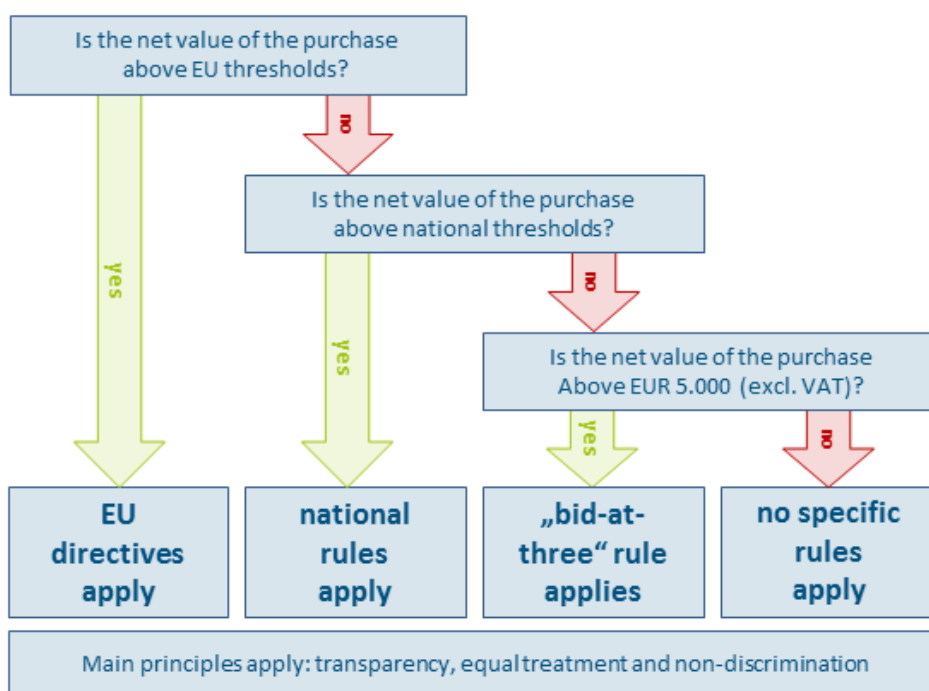 Is the net value of the purchase
above EU thresholds?
no
Is the net value of the purchase
above national thresholds?
yes
no
yes
Is the net value of the purchase
Above EUR 5.000 (excl. VAT)?
yes
no
EU
directives
apply
national
rules
apply
„bid-at-
three“ rule
applies
no specific
rules
apply
Main principles apply: transparency, equal treatment and non-discrimination